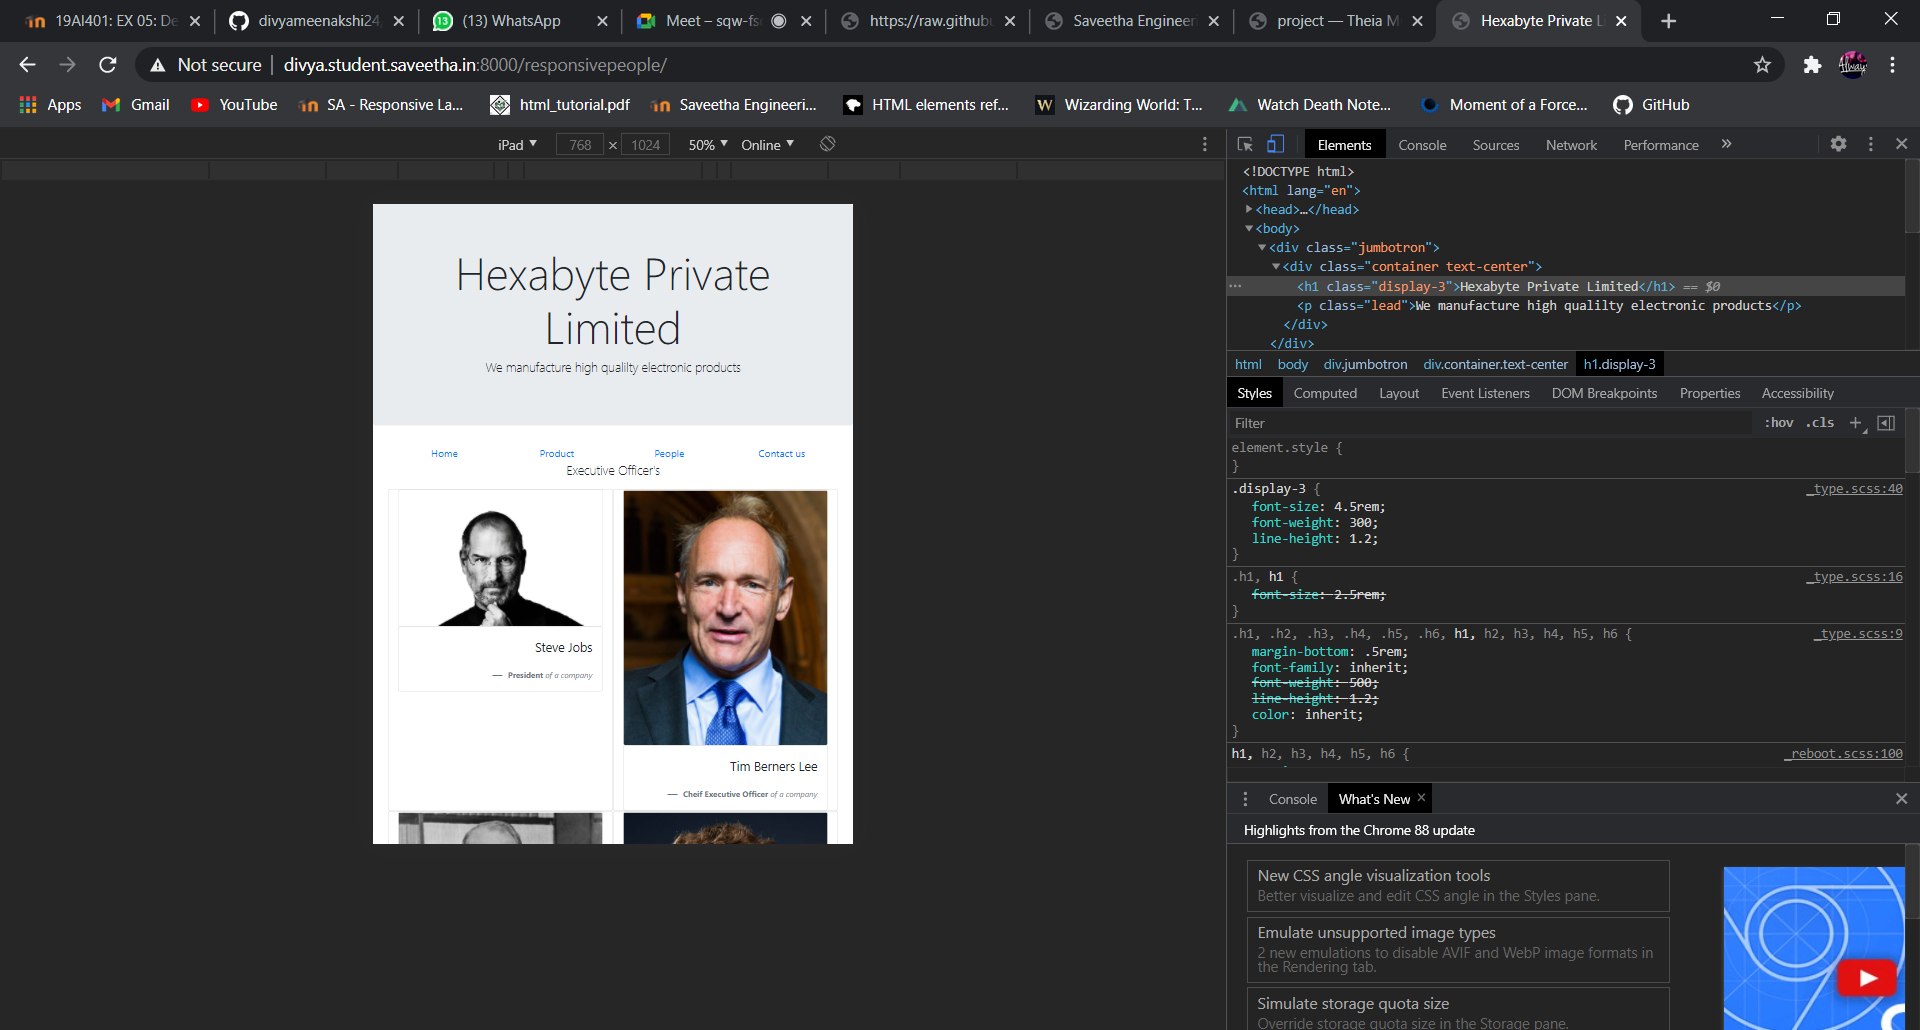 19AI401: EX 05: De
divyameenakshi24
(13) WhatsApp
Meet – sqw-fs
https://raw.githubu
Saveetha Engineer
project — Theia M
Hexabyte Private L
Not secure
divya.student.saveetha.in:8000/responsivepeople/
Apps
Gmail
YouTube
SA - Responsive La...
html_tutorial.pdf
Saveetha Engineeri...
HTML elements ref...
Wizarding World: T...
Watch Death Note...
Moment of a Force...
GitHub
iPad
768 × 1024
50%
Online
Hexabyte Private
Limited
We manufacture high qualilty electronic products
Home
Product
People
Contact us
Executive Officer's
Steve Jobs
— President of a company
Tim Berners Lee
— Cheif Executive Officer of a company
Elements
Console
Sources
Network
Performance
»
<!DOCTYPE html>
<html lang="en">
<head>…</head>
<body>
<div class="jumbotron">
<div class="container text-center">
<h1 class="display-3">Hexabyte Private Limited</h1> == $0
<p class="lead">We manufacture high qualilty electronic products</p>
</div>
</div>
html body div.jumbotron div.container.text-center h1.display-3
Styles
Computed
Layout
Event Listeners
DOM Breakpoints
Properties
Accessibility
Filter
:hov .cls +
element.style {
}
.display-3 { _type.scss:40
font-size: 4.5rem;
font-weight: 300;
line-height: 1.2;
}
.h1, h1 { _type.scss:16
font-size: 2.5rem;
}
.h1, .h2, .h3, .h4, .h5, .h6, h1, h2, h3, h4, h5, h6 { _type.scss:9
margin-bottom: .5rem;
font-family: inherit;
font-weight: 500;
line-height: 1.2;
color: inherit;
}
h1, h2, h3, h4, h5, h6 { _reboot.scss:100
Console
What's New
Highlights from the Chrome 88 update
New CSS angle visualization tools
Better visualize and edit CSS angle in the Styles pane.
Emulate unsupported image types
2 new emulations to disable AVIF and WebP image formats in
the Rendering tab.
Simulate storage quota size
Override storage quota size in the Storage pane.